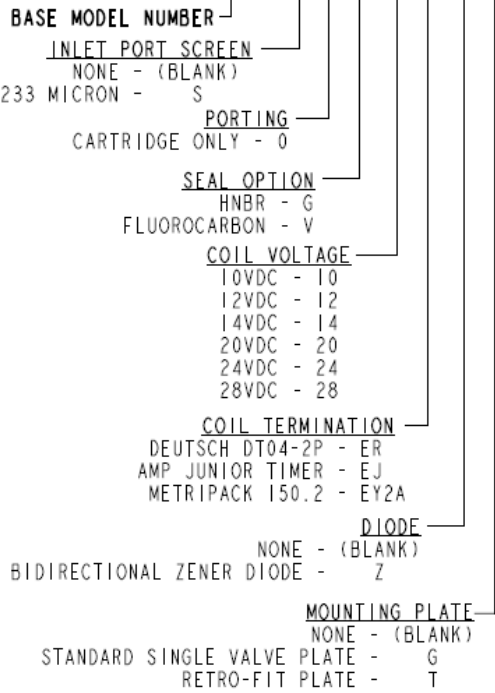 BASE MODEL NUMBER
INLET PORT SCREEN
NONE - (BLANK)
233 MICRON - S
PORTING
CARTRIDGE ONLY - 0
SEAL OPTION
HNBR - G
FLUOROCARBON - V
COIL VOLTAGE
10VDC - 10
12VDC - 12
14VDC - 14
20VDC - 20
24VDC - 24
28VDC - 28
COIL TERMINATION
DEUTSCH DT04-2P - ER
AMP JUNIOR TIMER - EJ
METRIPACK 150.2 - EY2A
DIODE
NONE - (BLANK)
BIDIRECTIONAL ZENER DIODE - Z
MOUNTING PLATE
NONE - (BLANK)
STANDARD SINGLE VALVE PLATE - G
RETRO-FIT PLATE - T